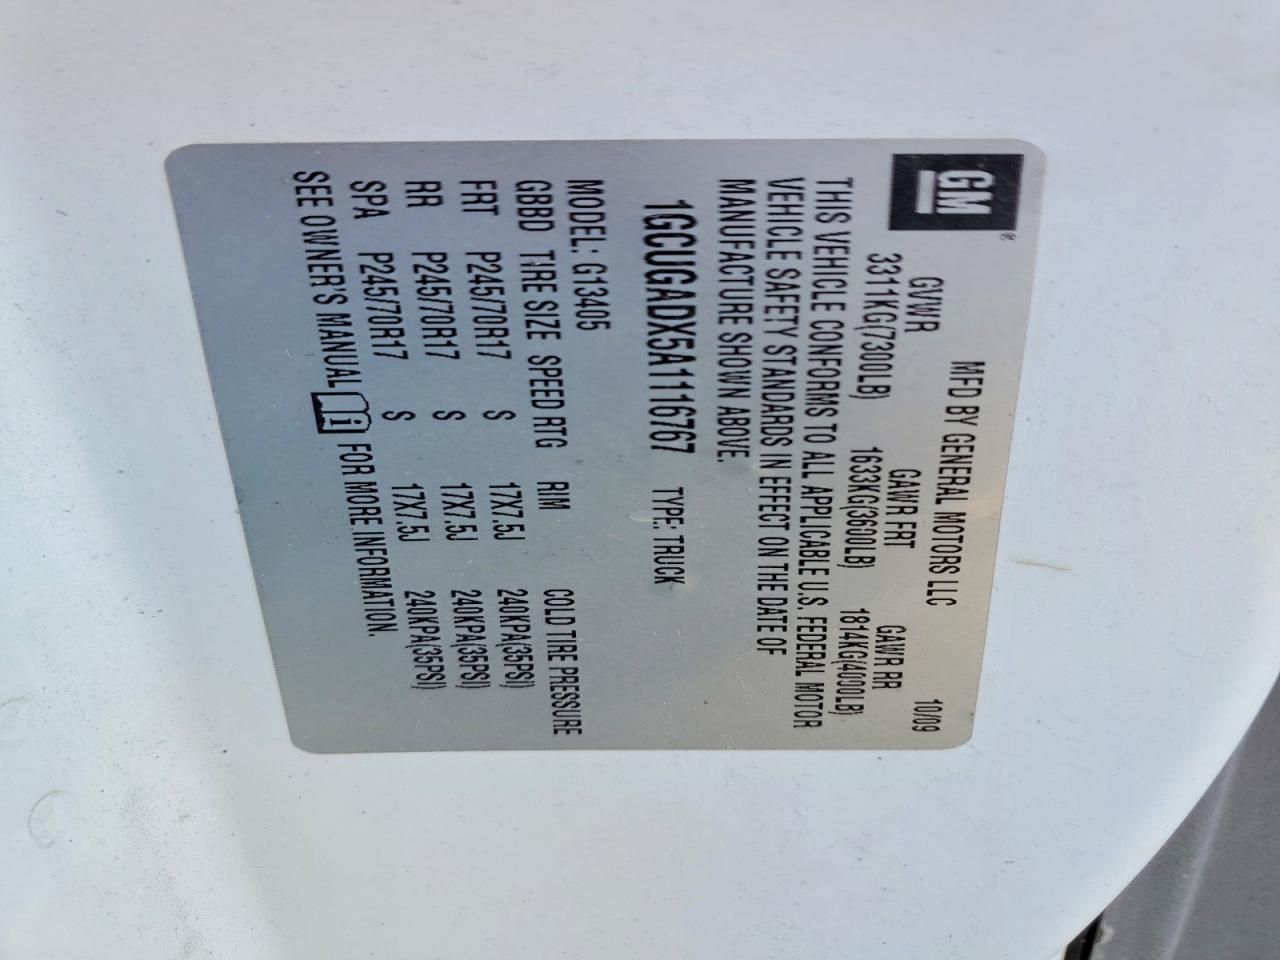 GM ®
MFD BY GENERAL MOTORS LLC 10/09
GVWR GAWR FRT GAWR RR
3311KG(7300LB) 1633KG(3600LB) 1814KG(4000LB)
THIS VEHICLE CONFORMS TO ALL APPLICABLE U.S. FEDERAL MOTOR
VEHICLE SAFETY STANDARDS IN EFFECT ON THE DATE OF
MANUFACTURE SHOWN ABOVE.
1GCUGADX5A1116767 TYPE: TRUCK
MODEL: G13405
GBBD TIRE SIZE SPEED RTG RIM COLD TIRE PRESSURE
FRT P245/70R17 S 17X7.5J 240KPA(35PSI)
RR P245/70R17 S 17X7.5J 240KPA(35PSI)
SPA P245/70R17 S 17X7.5J 240KPA(35PSI)
SEE OWNER'S MANUAL i FOR MORE INFORMATION.